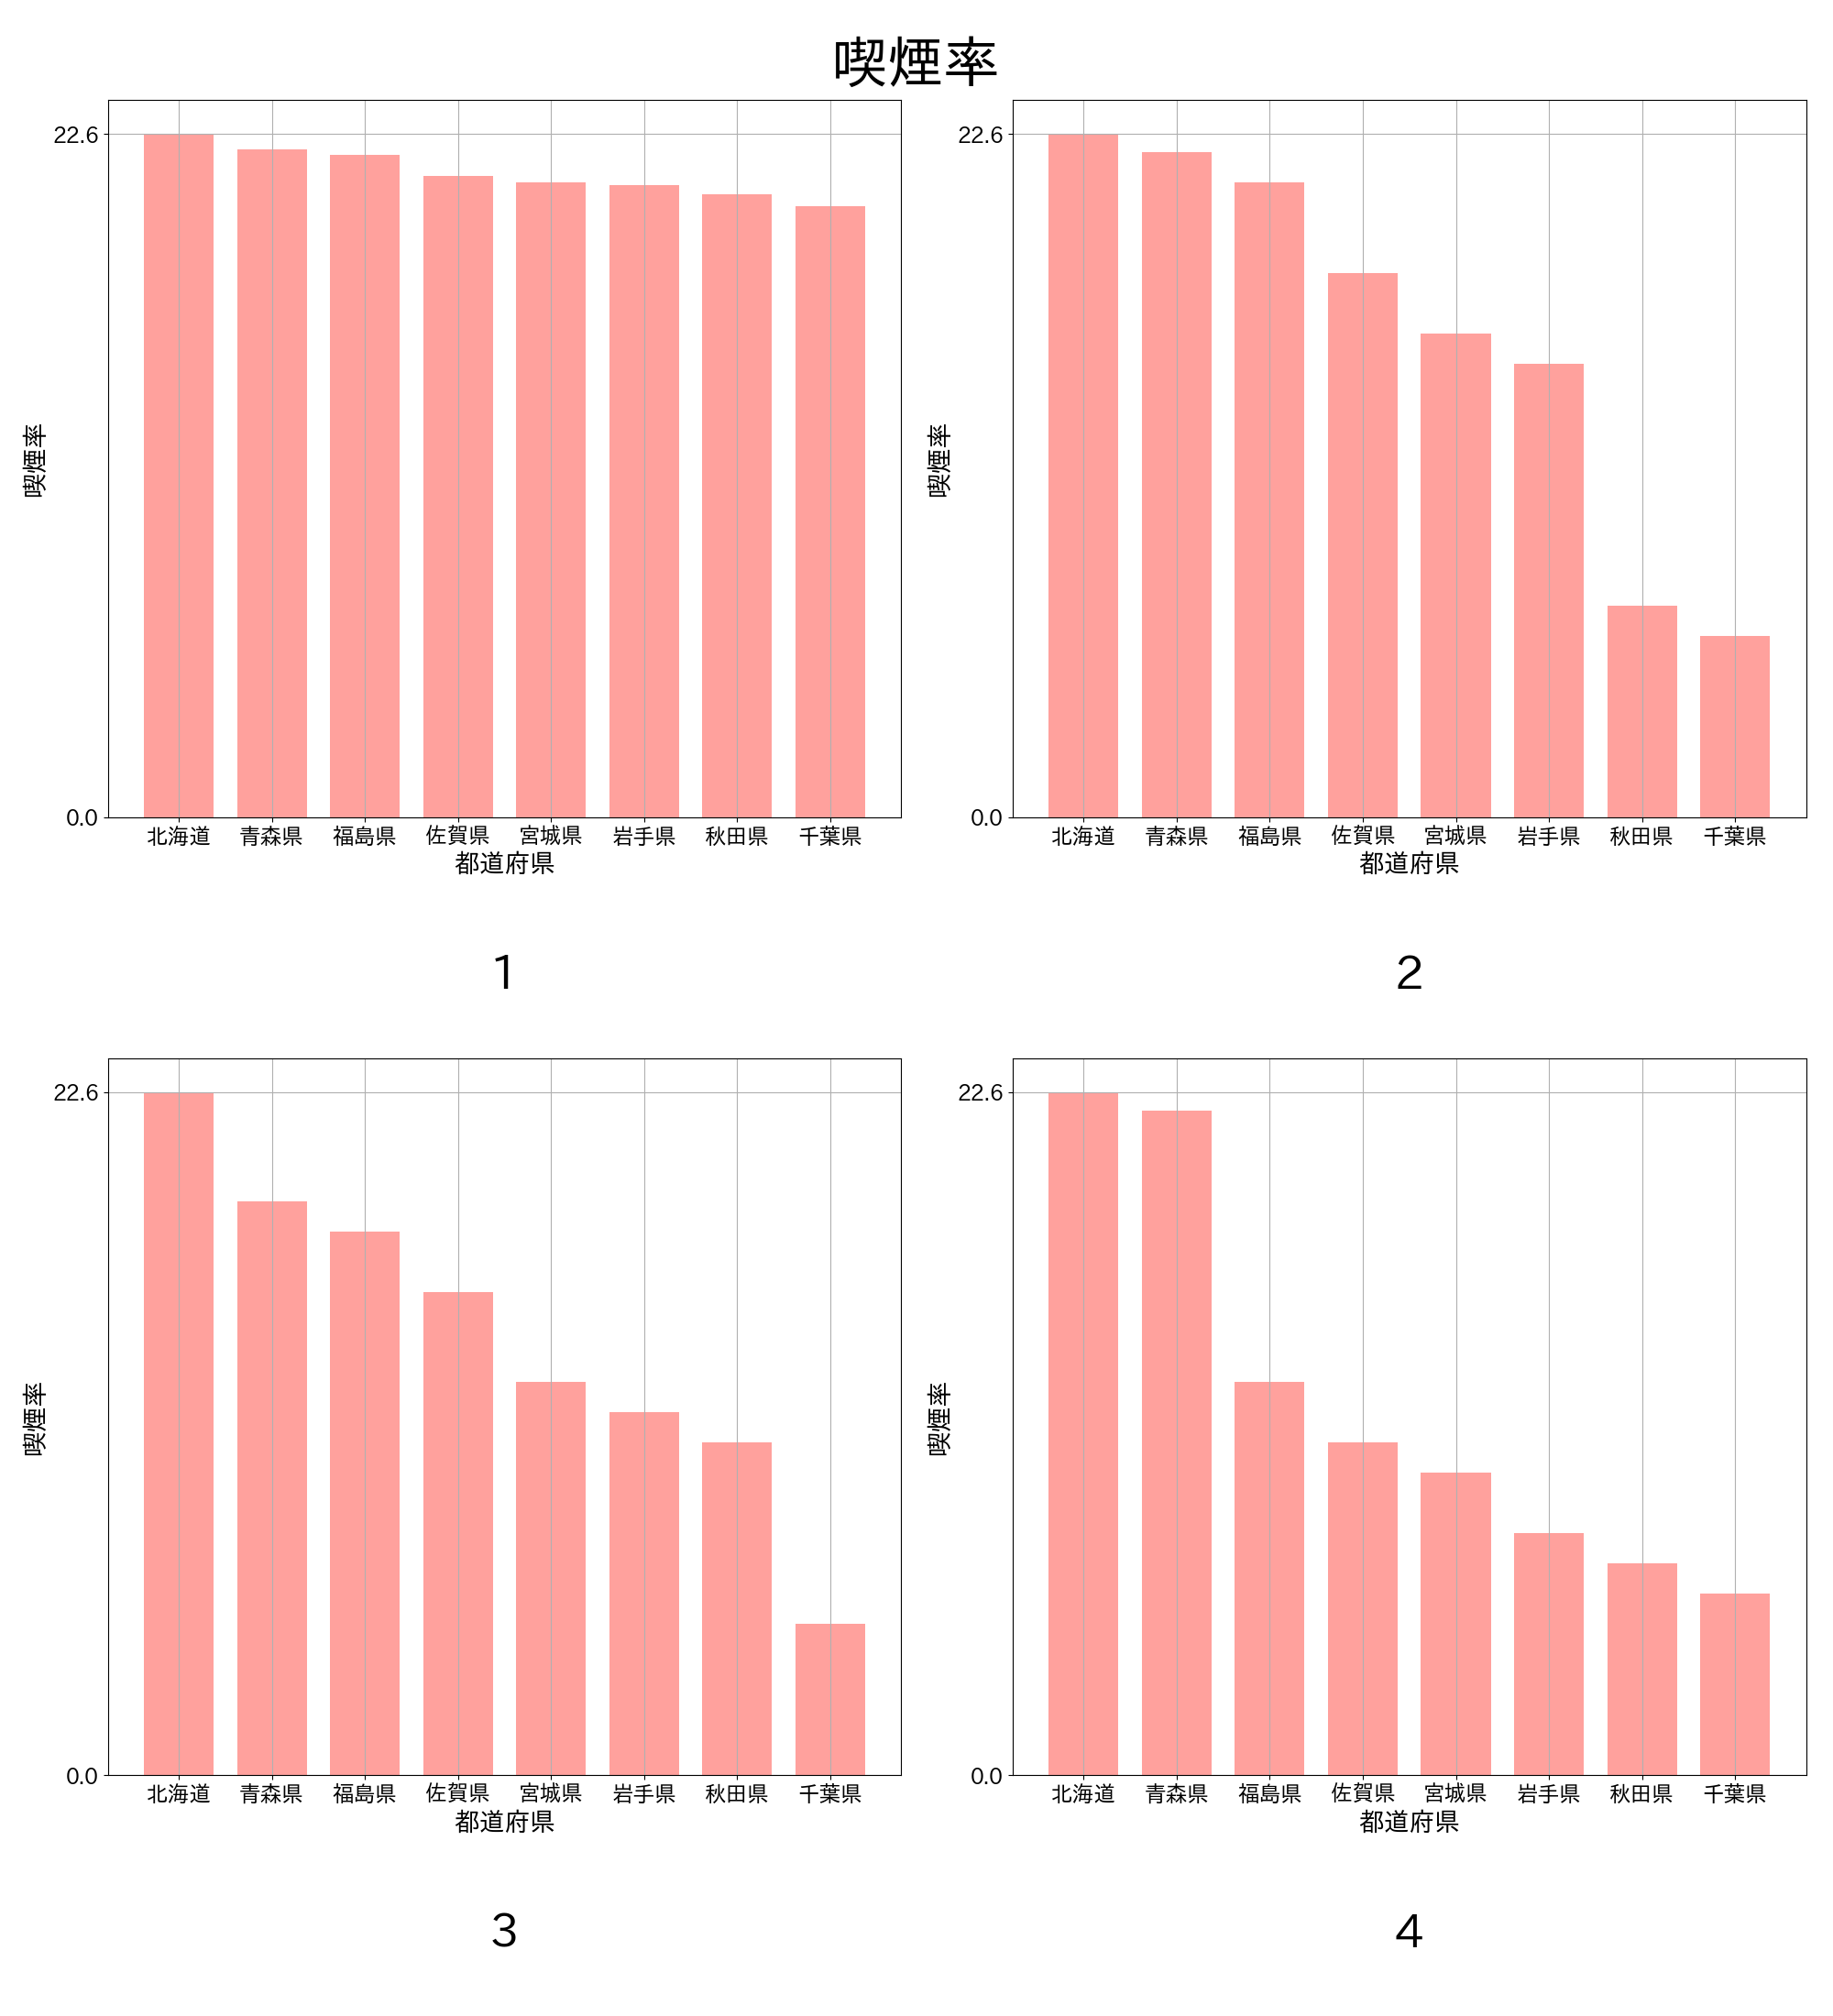 喫煙率
22.6
喫煙率
0.0
北海道 青森県 福島県 佐賀県 宮城県 岩手県 秋田県 千葉県
都道府県
1
22.6
喫煙率
0.0
北海道 青森県 福島県 佐賀県 宮城県 岩手県 秋田県 千葉県
都道府県
2
22.6
喫煙率
0.0
北海道 青森県 福島県 佐賀県 宮城県 岩手県 秋田県 千葉県
都道府県
3
22.6
喫煙率
0.0
北海道 青森県 福島県 佐賀県 宮城県 岩手県 秋田県 千葉県
都道府県
4